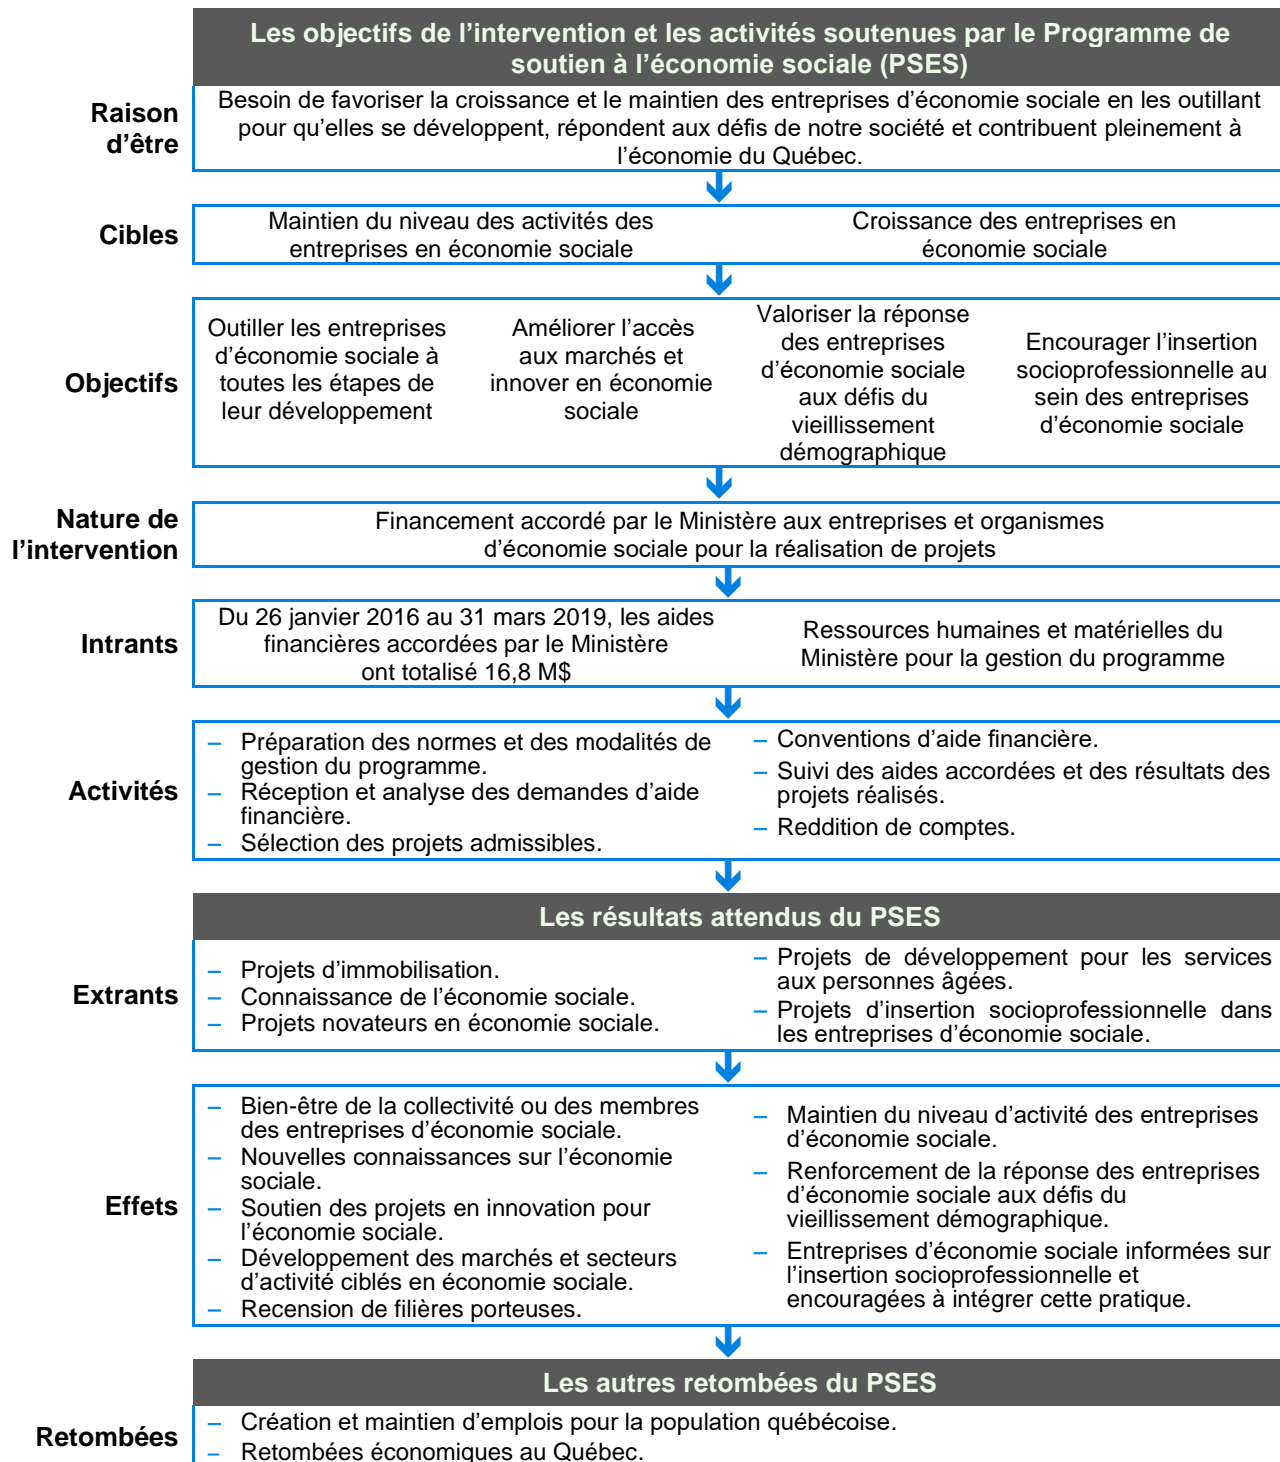 Les objectifs de l’intervention et les activités soutenues par le Programme de
soutien à l’économie sociale (PSES)
Raison
d’être
Besoin de favoriser la croissance et le maintien des entreprises d’économie sociale en les outillant
pour qu’elles se développent, répondent aux défis de notre société et contribuent pleinement à
l’économie du Québec.
Cibles
Maintien du niveau des activités des
entreprises en économie sociale
Croissance des entreprises en
économie sociale
Objectifs
Outiller les entreprises
d’économie sociale à
toutes les étapes de
leur développement
Améliorer l’accès
aux marchés et
innover en économie
sociale
Valoriser la réponse
des entreprises
d’économie sociale
aux défis du
vieillissement
démographique
Encourager l’insertion
socioprofessionnelle au
sein des entreprises
d’économie sociale
Nature de
l’intervention
Financement accordé par le Ministère aux entreprises et organismes
d’économie sociale pour la réalisation de projets
Intrants
Du 26 janvier 2016 au 31 mars 2019, les aides
financières accordées par le Ministère
ont totalisé 16,8 M$
Ressources humaines et matérielles du
Ministère pour la gestion du programme
Activités
– Préparation des normes et des modalités de
gestion du programme.
– Réception et analyse des demandes d’aide
financière.
– Sélection des projets admissibles.
– Conventions d’aide financière.
– Suivi des aides accordées et des résultats des
projets réalisés.
– Reddition de comptes.
Les résultats attendus du PSES
Extrants
– Projets d’immobilisation.
– Connaissance de l’économie sociale.
– Projets novateurs en économie sociale.
– Projets de développement pour les services
aux personnes âgées.
– Projets d’insertion socioprofessionnelle dans
les entreprises d’économie sociale.
Effets
– Bien-être de la collectivité ou des membres
des entreprises d’économie sociale.
– Nouvelles connaissances sur l’économie
sociale.
– Soutien des projets en innovation pour
l’économie sociale.
– Développement des marchés et secteurs
d’activité ciblés en économie sociale.
– Recension de filières porteuses.
– Maintien du niveau d’activité des entreprises
d’économie sociale.
– Renforcement de la réponse des entreprises
d’économie sociale aux défis du
vieillissement démographique.
– Entreprises d’économie sociale informées sur
l’insertion socioprofessionnelle et
encouragées à intégrer cette pratique.
Les autres retombées du PSES
Retombées
– Création et maintien d’emplois pour la population québécoise.
– Retombées économiques au Québec.